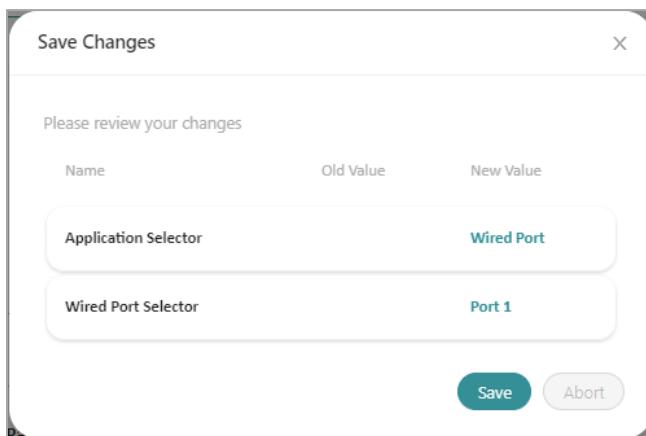 Save Changes
Please review your changes
Name Old Value New Value
Application Selector Wired Port
Wired Port Selector Port 1
Save Abort